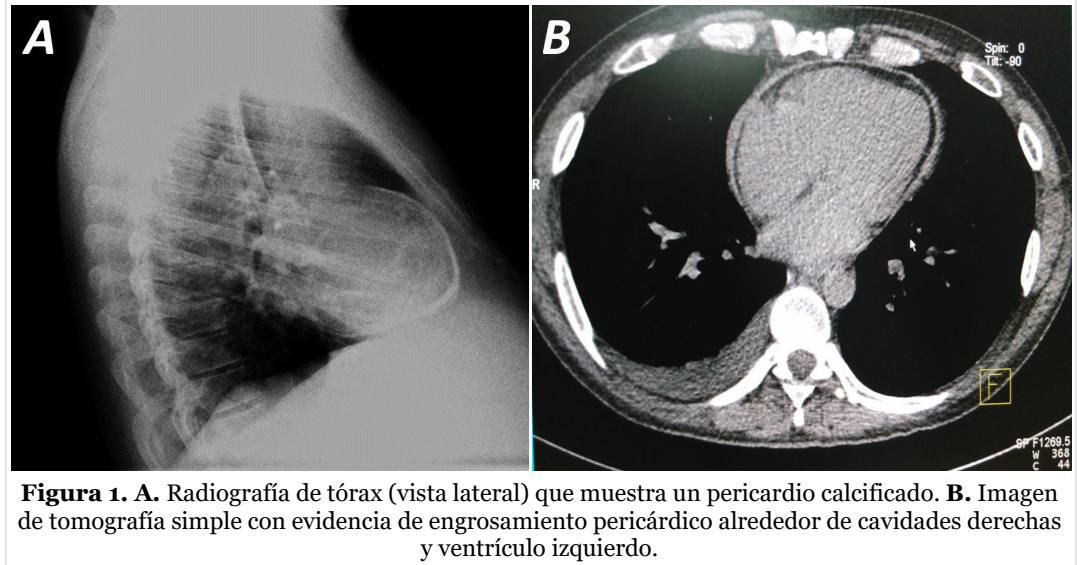 A
B
Spin: 0
Tilt: -90
R
F
SP F1269.5
W 368
C 44
Figura 1. A. Radiografía de tórax (vista lateral) que muestra un pericardio calcificado. B. Imagen
de tomografía simple con evidencia de engrosamiento pericárdico alrededor de cavidades derechas
y ventrículo izquierdo.